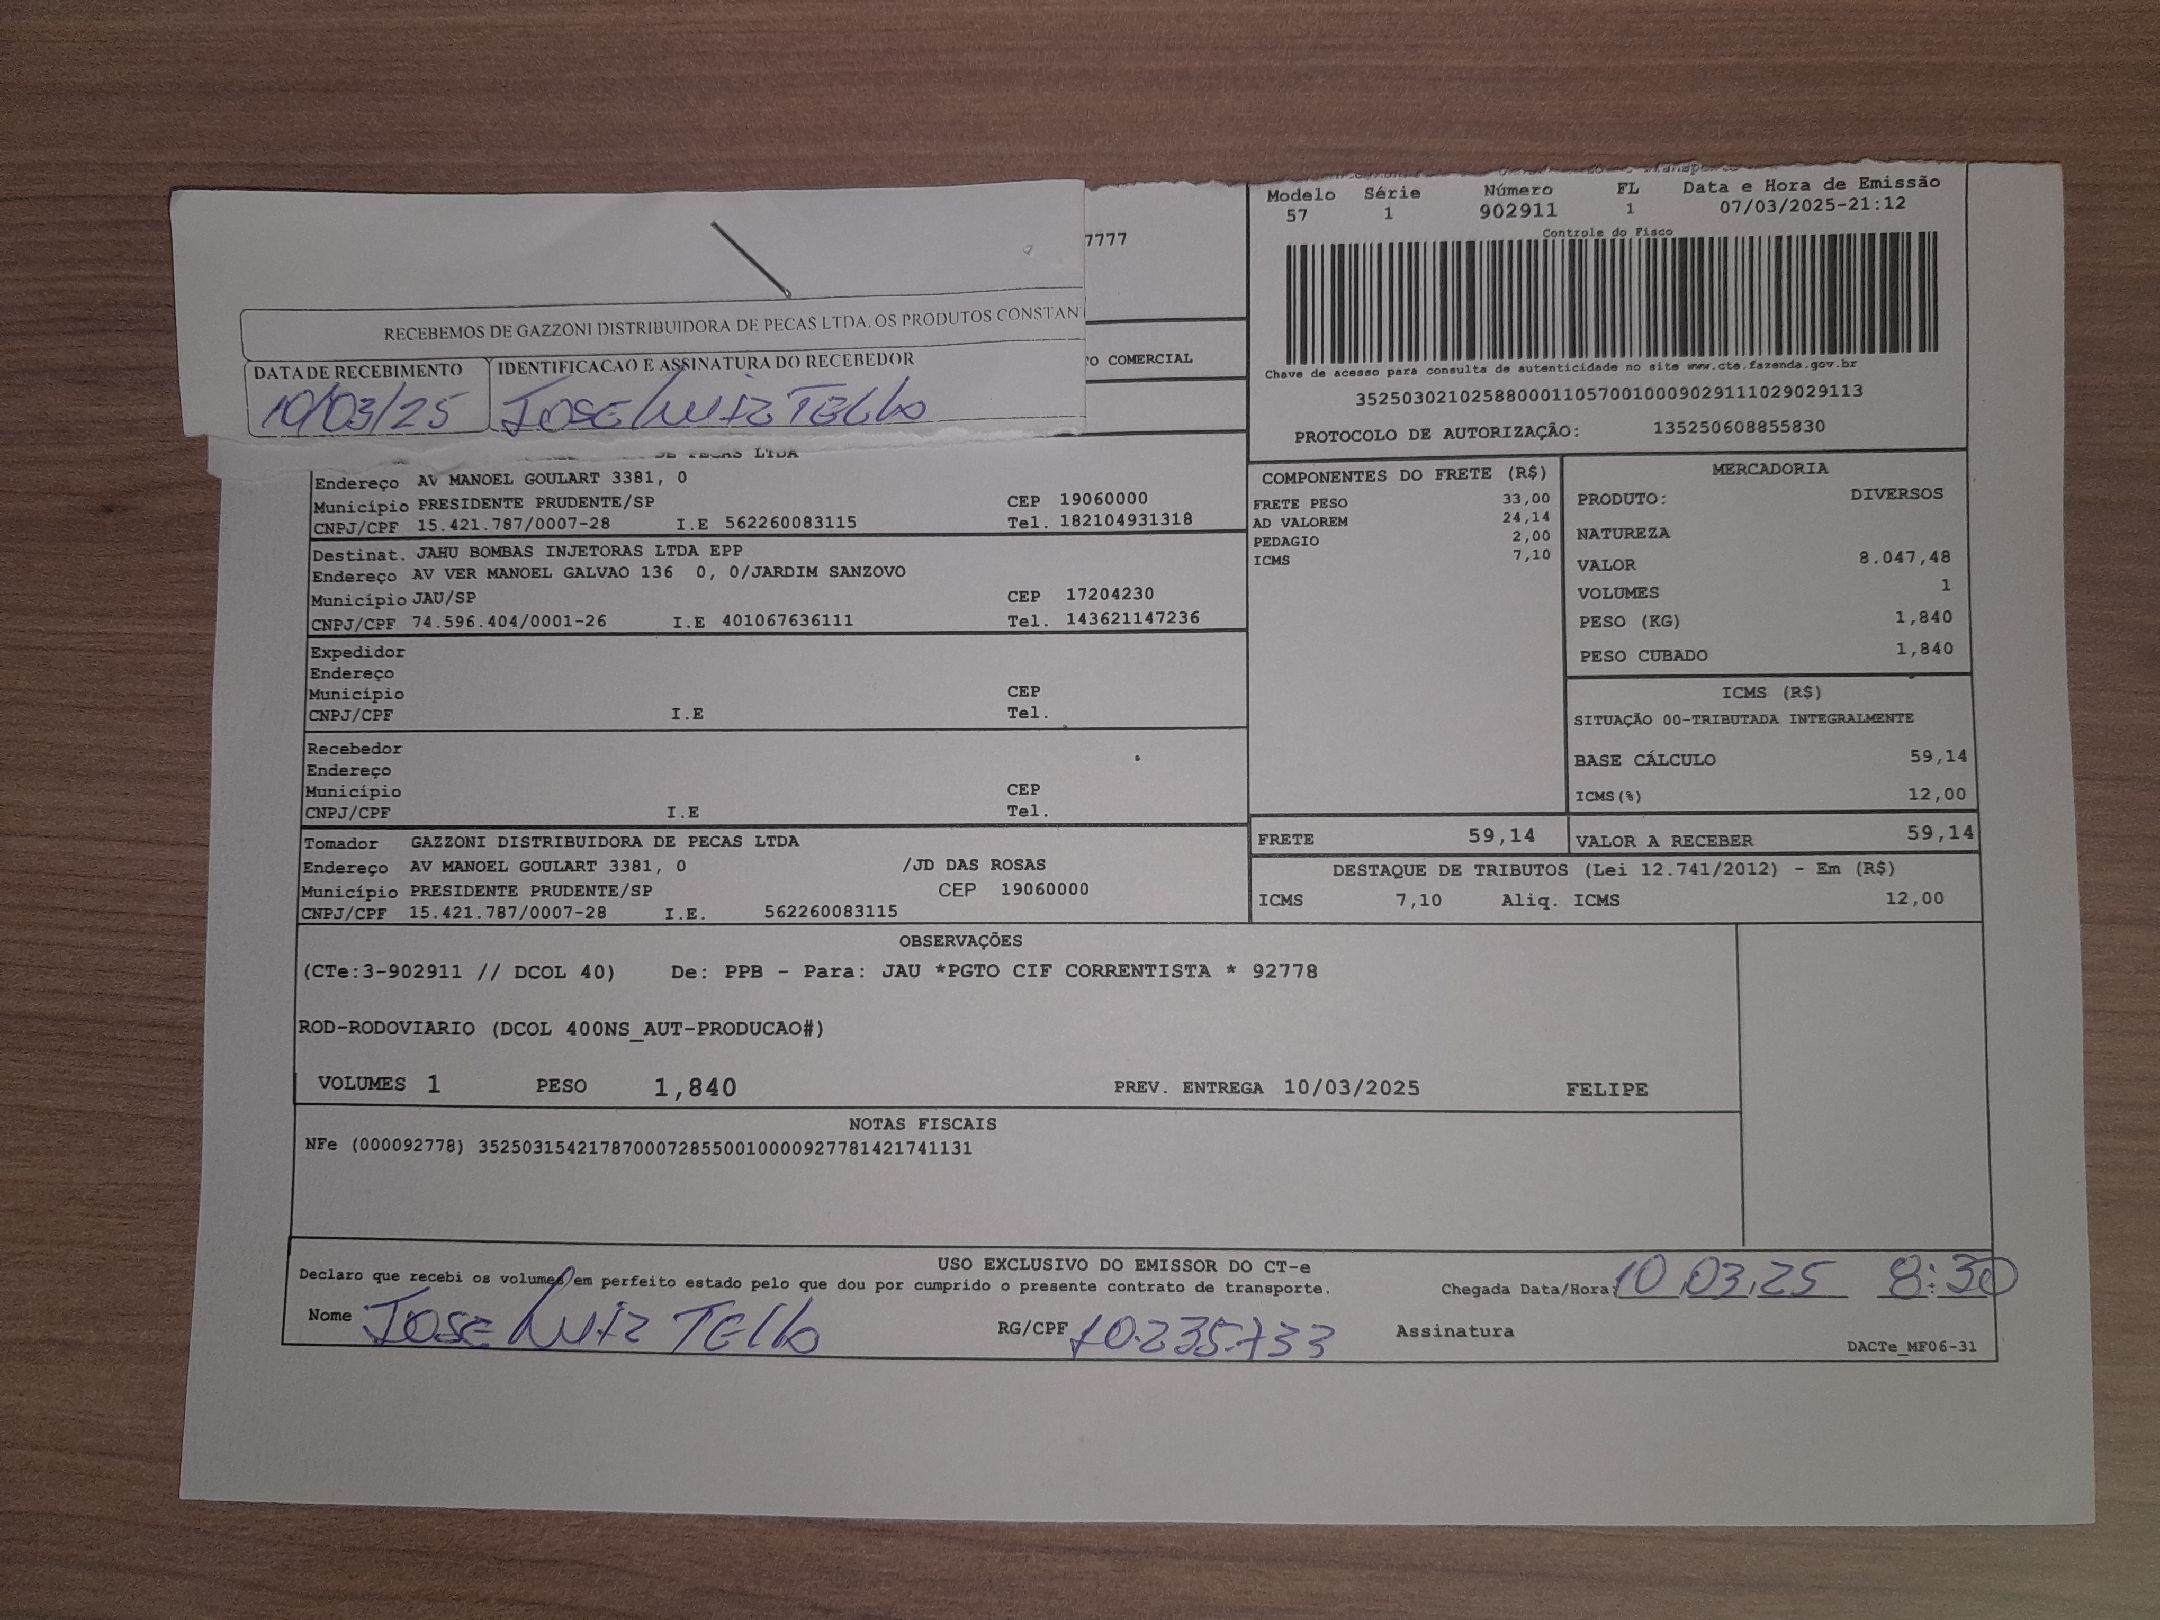 Modelo Série Número FL Data e Hora de Emissão
57 1 902911 1 07/03/2025-21:12
7777
Controle do Fisco
RECEBEMOS DE GAZZONI DISTRIBUIDORA DE PECAS LTDA. OS PRODUTOS CONSTAN
DATA DE RECEBIMENTO IDENTIFICACAO E ASSINATURA DO RECEBEDOR
10/03/25 JOSE LUIZ TELLO
O COMERCIAL
Chave de acesso para consulta de autenticidade no site www.cte.fazenda.gov.br
35250302102588000110570010009029111029029113
PROTOCOLO DE AUTORIZAÇÂO: 135250608855830
DE PECAS LTDA
Endereço AV MANOEL GOULART 3381, 0
Município PRESIDENTE PRUDENTE/SP CEP 19060000
CNPJ/CPF 15.421.787/0007-28 I.E 562260083115 Tel. 182104931318
Destinat. JAHU BOMBAS INJETORAS LTDA EPP
Endereço AV VER MANOEL GALVAO 136 0, 0/JARDIM SANZOVO
Município JAU/SP CEP 17204230
CNPJ/CPF 74.596.404/0001-26 I.E 401067636111 Tel. 143621147236
Expedidor
Endereço
Município CEP
CNPJ/CPF I.E Tel.
Recebedor
Endereço
Município CEP
CNPJ/CPF I.E Tel.
Tomador GAZZONI DISTRIBUIDORA DE PECAS LTDA
Endereço AV MANOEL GOULART 3381, 0 /JD DAS ROSAS
Município PRESIDENTE PRUDENTE/SP CEP 19060000
CNPJ/CPF 15.421.787/0007-28 I.E. 562260083115
COMPONENTES DO FRETE (R$)
FRETE PESO 33,00
AD VALOREM 24,14
PEDAGIO 2,00
ICMS 7,10
MERCADORIA
PRODUTO: DIVERSOS
NATUREZA
VALOR 8.047,48
VOLUMES 1
PESO (KG) 1,840
PESO CUBADO 1,840
ICMS (R$)
SITUAÇÃO 00-TRIBUTADA INTEGRALMENTE
BASE CÁLCULO 59,14
ICMS(%) 12,00
FRETE 59,14 VALOR A RECEBER 59,14
DESTAQUE DE TRIBUTOS (Lei 12.741/2012) - Em (R$)
ICMS 7,10 Aliq. ICMS 12,00
OBSERVAÇÕES
(CTe:3-902911 // DCOL 40) De: PPB - Para: JAU *PGTO CIF CORRENTISTA * 92778
ROD-RODOVIARIO (DCOL 400NS_AUT-PRODUCAO#)
VOLUMES 1 PESO 1,840 PREV. ENTREGA 10/03/2025 FELIPE
NOTAS FISCAIS
NFe (000092778) 35250315421787000728550010000927781421741131
USO EXCLUSIVO DO EMISSOR DO CT-e
Declaro que recebi os volumes em perfeito estado pelo que dou por cumprido o presente contrato de transporte. Chegada Data/Hora: 10.03.25 8:30
Nome JOSE LUIZ TELLO RG/CPF 10.235.733 Assinatura
DACTe_MF06-31